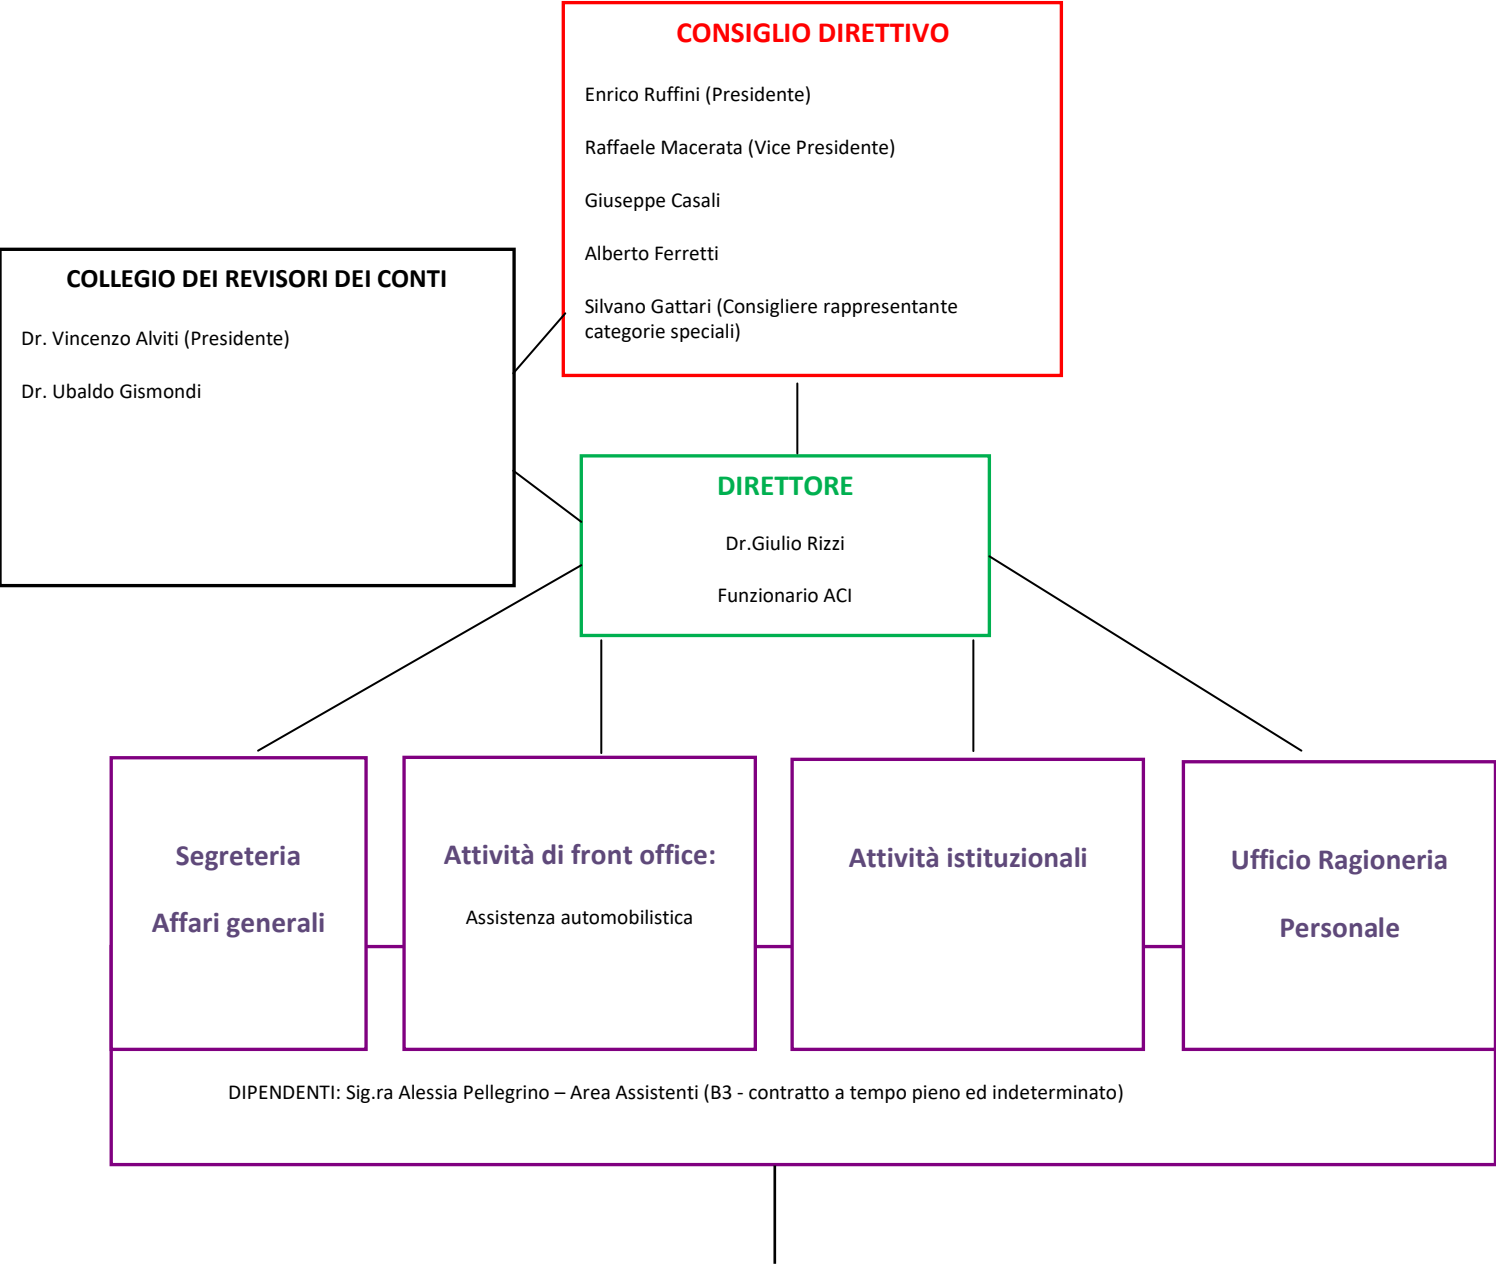 CONSIGLIO DIRETTIVO
Enrico Ruffini (Presidente)
Raffaele Macerata (Vice Presidente)
Giuseppe Casali
Alberto Ferretti
Silvano Gattari (Consigliere rappresentante
categorie speciali)
COLLEGIO DEI REVISORI DEI CONTI
Dr. Vincenzo Alviti (Presidente)
Dr. Ubaldo Gismondi
DIRETTORE
Dr.Giulio Rizzi
Funzionario ACI
Segreteria
Affari generali
Attività di front office:
Assistenza automobilistica
Attività istituzionali
Ufficio Ragioneria
Personale
DIPENDENTI: Sig.ra Alessia Pellegrino – Area Assistenti (B3 - contratto a tempo pieno ed indeterminato)